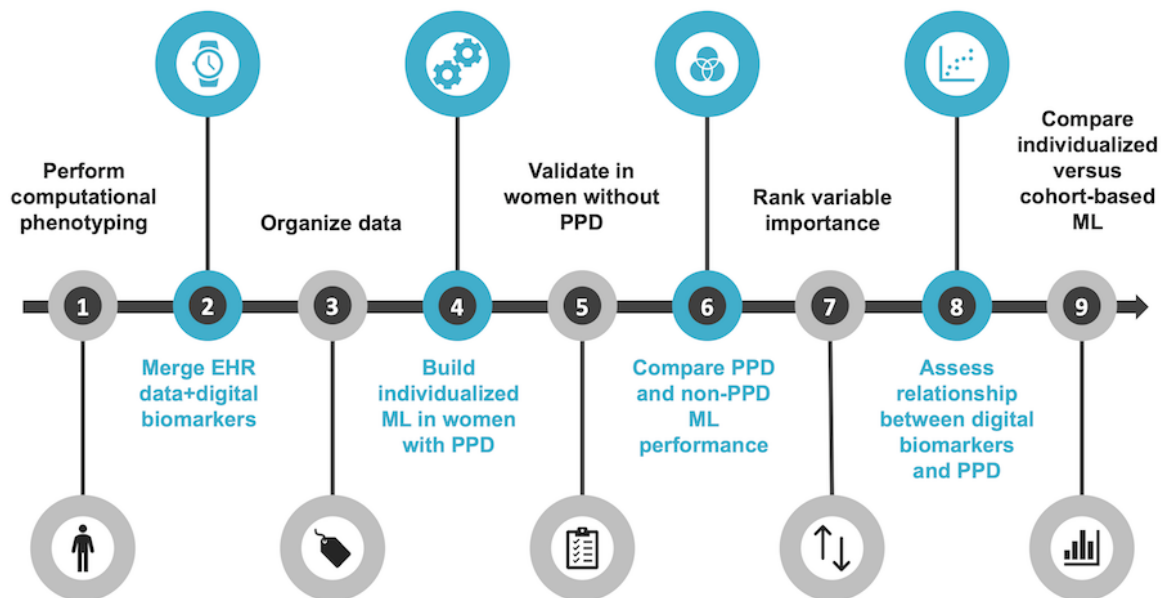 Perform
computational
phenotyping
1
2
Merge EHR
data+digital
biomarkers
Organize data
3
4
Build
individualized
ML in women
with PPD
Validate in
women without
PPD
5
6
Compare PPD
and non-PPD
ML
performance
Rank variable
importance
7
8
Assess
relationship
between digital
biomarkers
and PPD
Compare
individualized
versus
cohort-based
ML
9